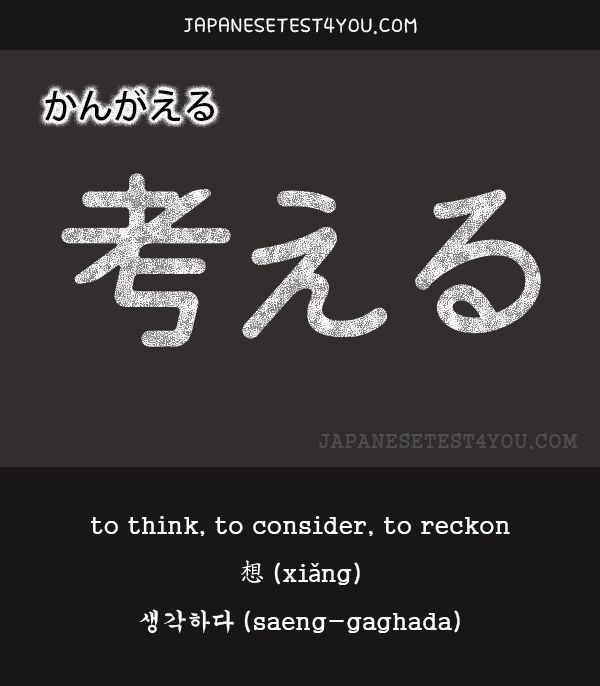 JAPANESETEST4YOU.COM
かんがえる
考える
JAPANESETEST4YOU.COM
to think, to consider, to reckon
想 (xiǎng)
생각하다 (saeng-gaghada)